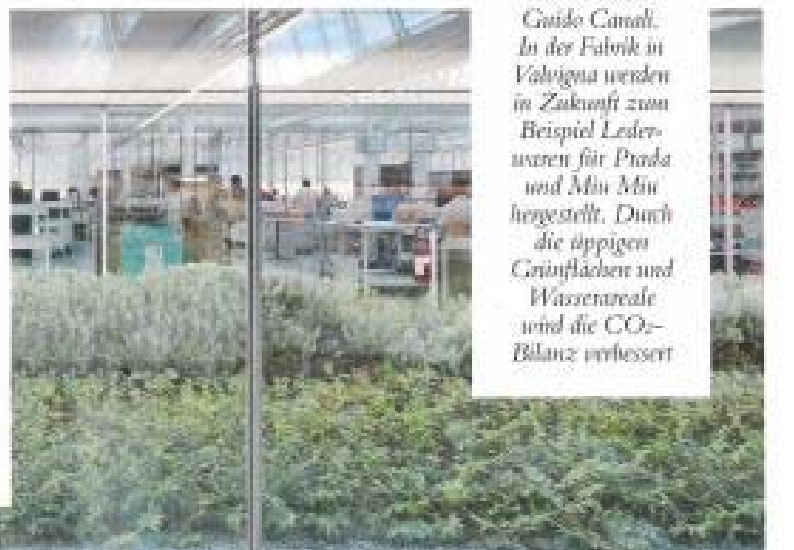 Guido Canali.
In der Fabrik in
Valvigna werden
in Zukunft zum
Beispiel Leder-
waren für Prada
und Miu Miu
hergestellt. Durch
die üppigen
Grünflächen und
Wasserareale
wird die CO₂-
Bilanz verbessert